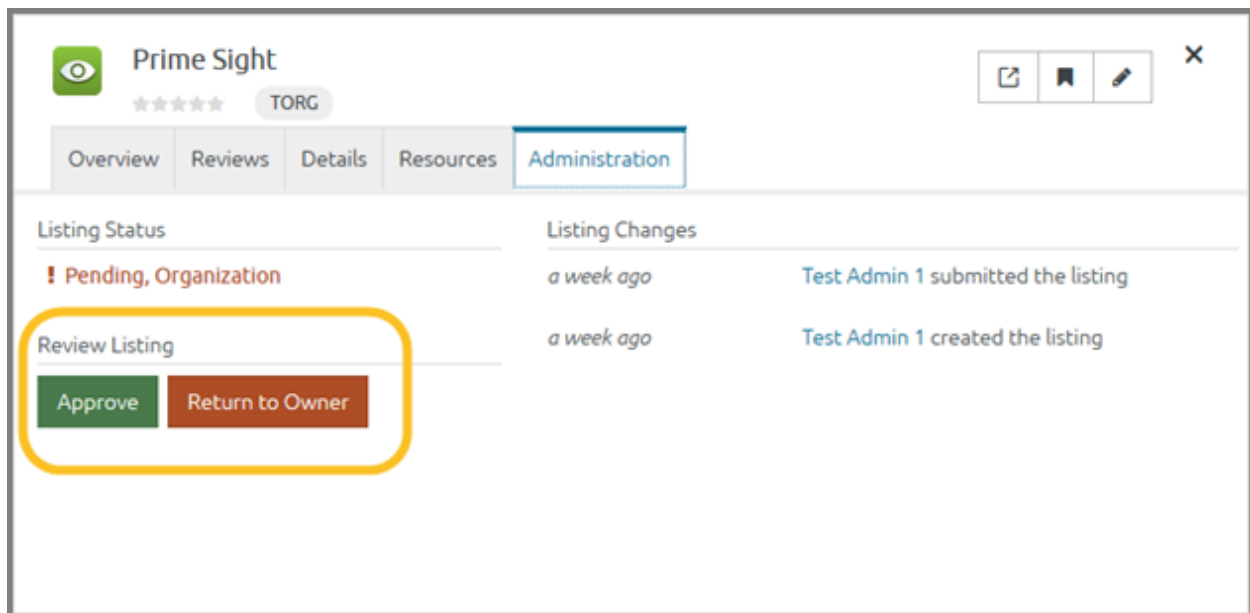 Prime Sight
TORG
Overview Reviews Details Resources Administration
Listing Status
! Pending, Organization
Review Listing
Approve Return to Owner
Listing Changes
a week ago Test Admin 1 submitted the listing
a week ago Test Admin 1 created the listing